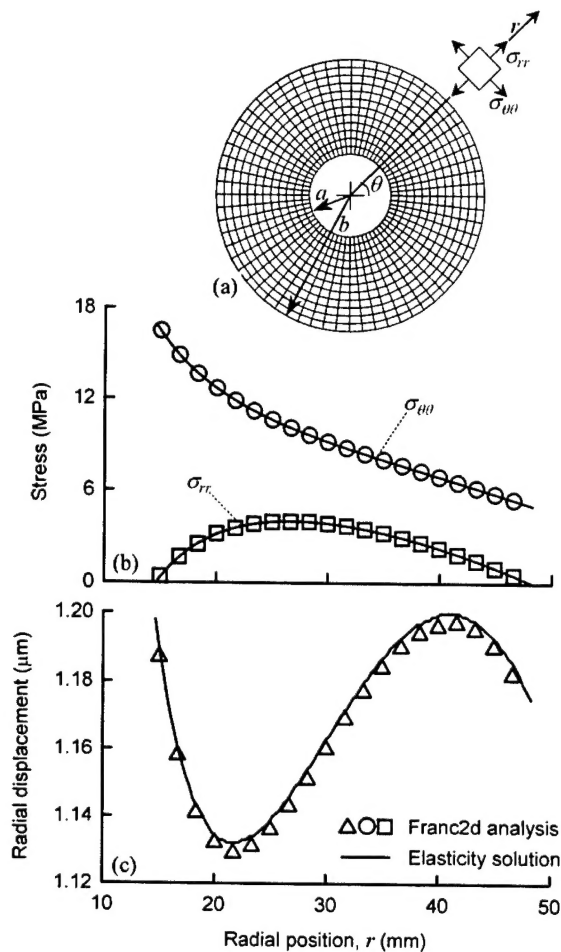 (a)
r
σrr
σθθ
θ
a
b
18
12
6
0
Stress (MPa)
σθθ
σrr
(b)
1.20
1.18
1.16
1.14
1.12
Radial displacement (μm)
(c)
Franc2d analysis
Elasticity solution
10 20 30 40 50
Radial position, r (mm)